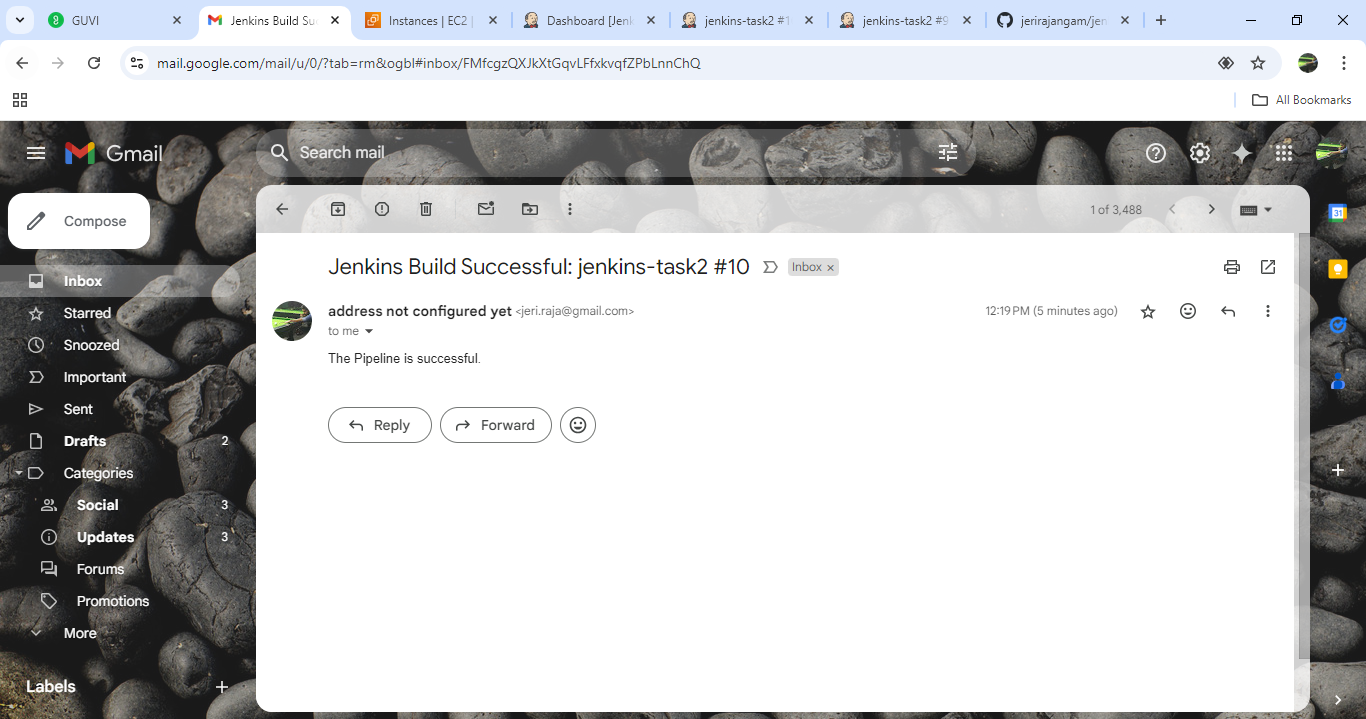 GUVI
Jenkins Build Su
Instances | EC2 |
Dashboard [Jenk
jenkins-task2 #1
jenkins-task2 #9
jerirajangam/jen
mail.google.com/mail/u/0/?tab=rm&ogbl#inbox/FMfcgzQXJkXtGqvLFfxkvqfZPbLnnChQ
All Bookmarks
Gmail
Search mail
Compose
1 of 3,488
Inbox
Starred
Snoozed
Important
Sent
Drafts 2
Categories
Social 3
Updates 3
Forums
Promotions
More
Labels
Jenkins Build Successful: jenkins-task2 #10
Inbox x
address not configured yet <jeri.raja@gmail.com>
12:19 PM (5 minutes ago)
to me
The Pipeline is successful.
Reply
Forward
31